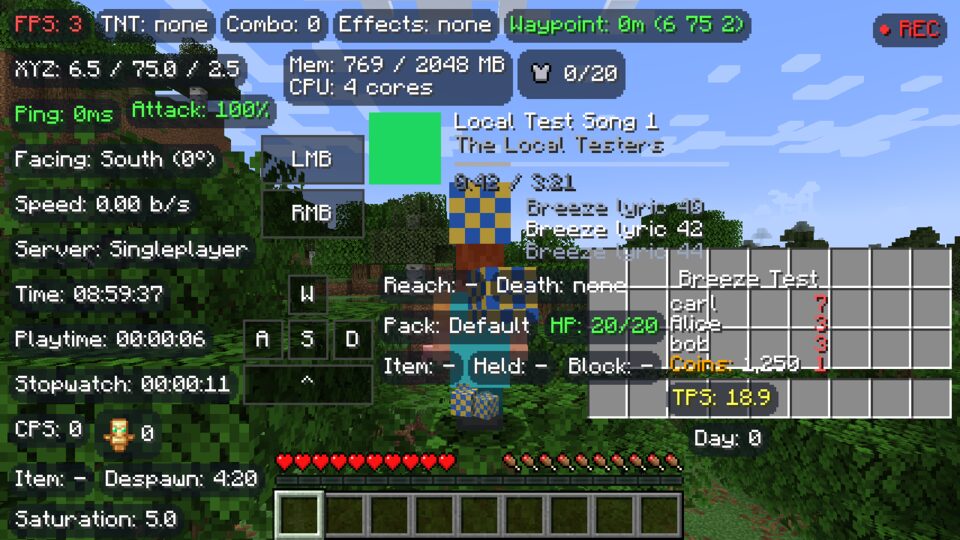 FPS: 3
TNT: none
Combo: 0
Effects: none
Waypoint: 0m (6 75 2)
REC
XYZ: 6.5 / 75.0 / 2.5
Mem: 769 / 2048 MB
CPU: 4 cores
0/20
Ping: 0ms
Attack: 100%
Local Test Song 1
The Local Testers
0:42 / 3:21
Facing: South (0°)
LMB
RMB
Speed: 0.00 b/s
Breeze lyric 40
Breeze lyric 42
Breeze lyric 44
Server: Singleplayer
Time: 08:59:37
W
A
S
D
^
Reach: -
Death: none
Breeze Test
carl 7
Alice 3
bob 3
Coins: 1,250 1
Pack: Default
HP: 20/20
Playtime: 00:00:06
Item: -
Held: -
Block: -
Stopwatch: 00:00:11
TPS: 18.9
CPS: 0
0
Day: 0
Item: -
Despawn: 4:20
Saturation: 5.0